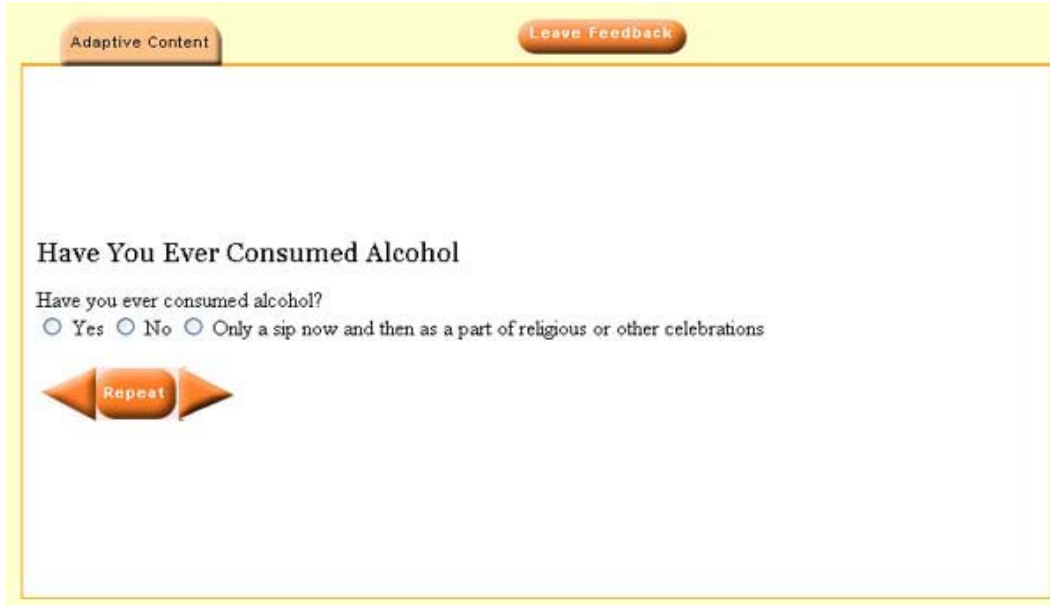 Adaptive Content
Leave Feedback
Have You Ever Consumed Alcohol
Have you ever consumed alcohol?
Yes No Only a sip now and then as a part of religious or other celebrations
Repeat